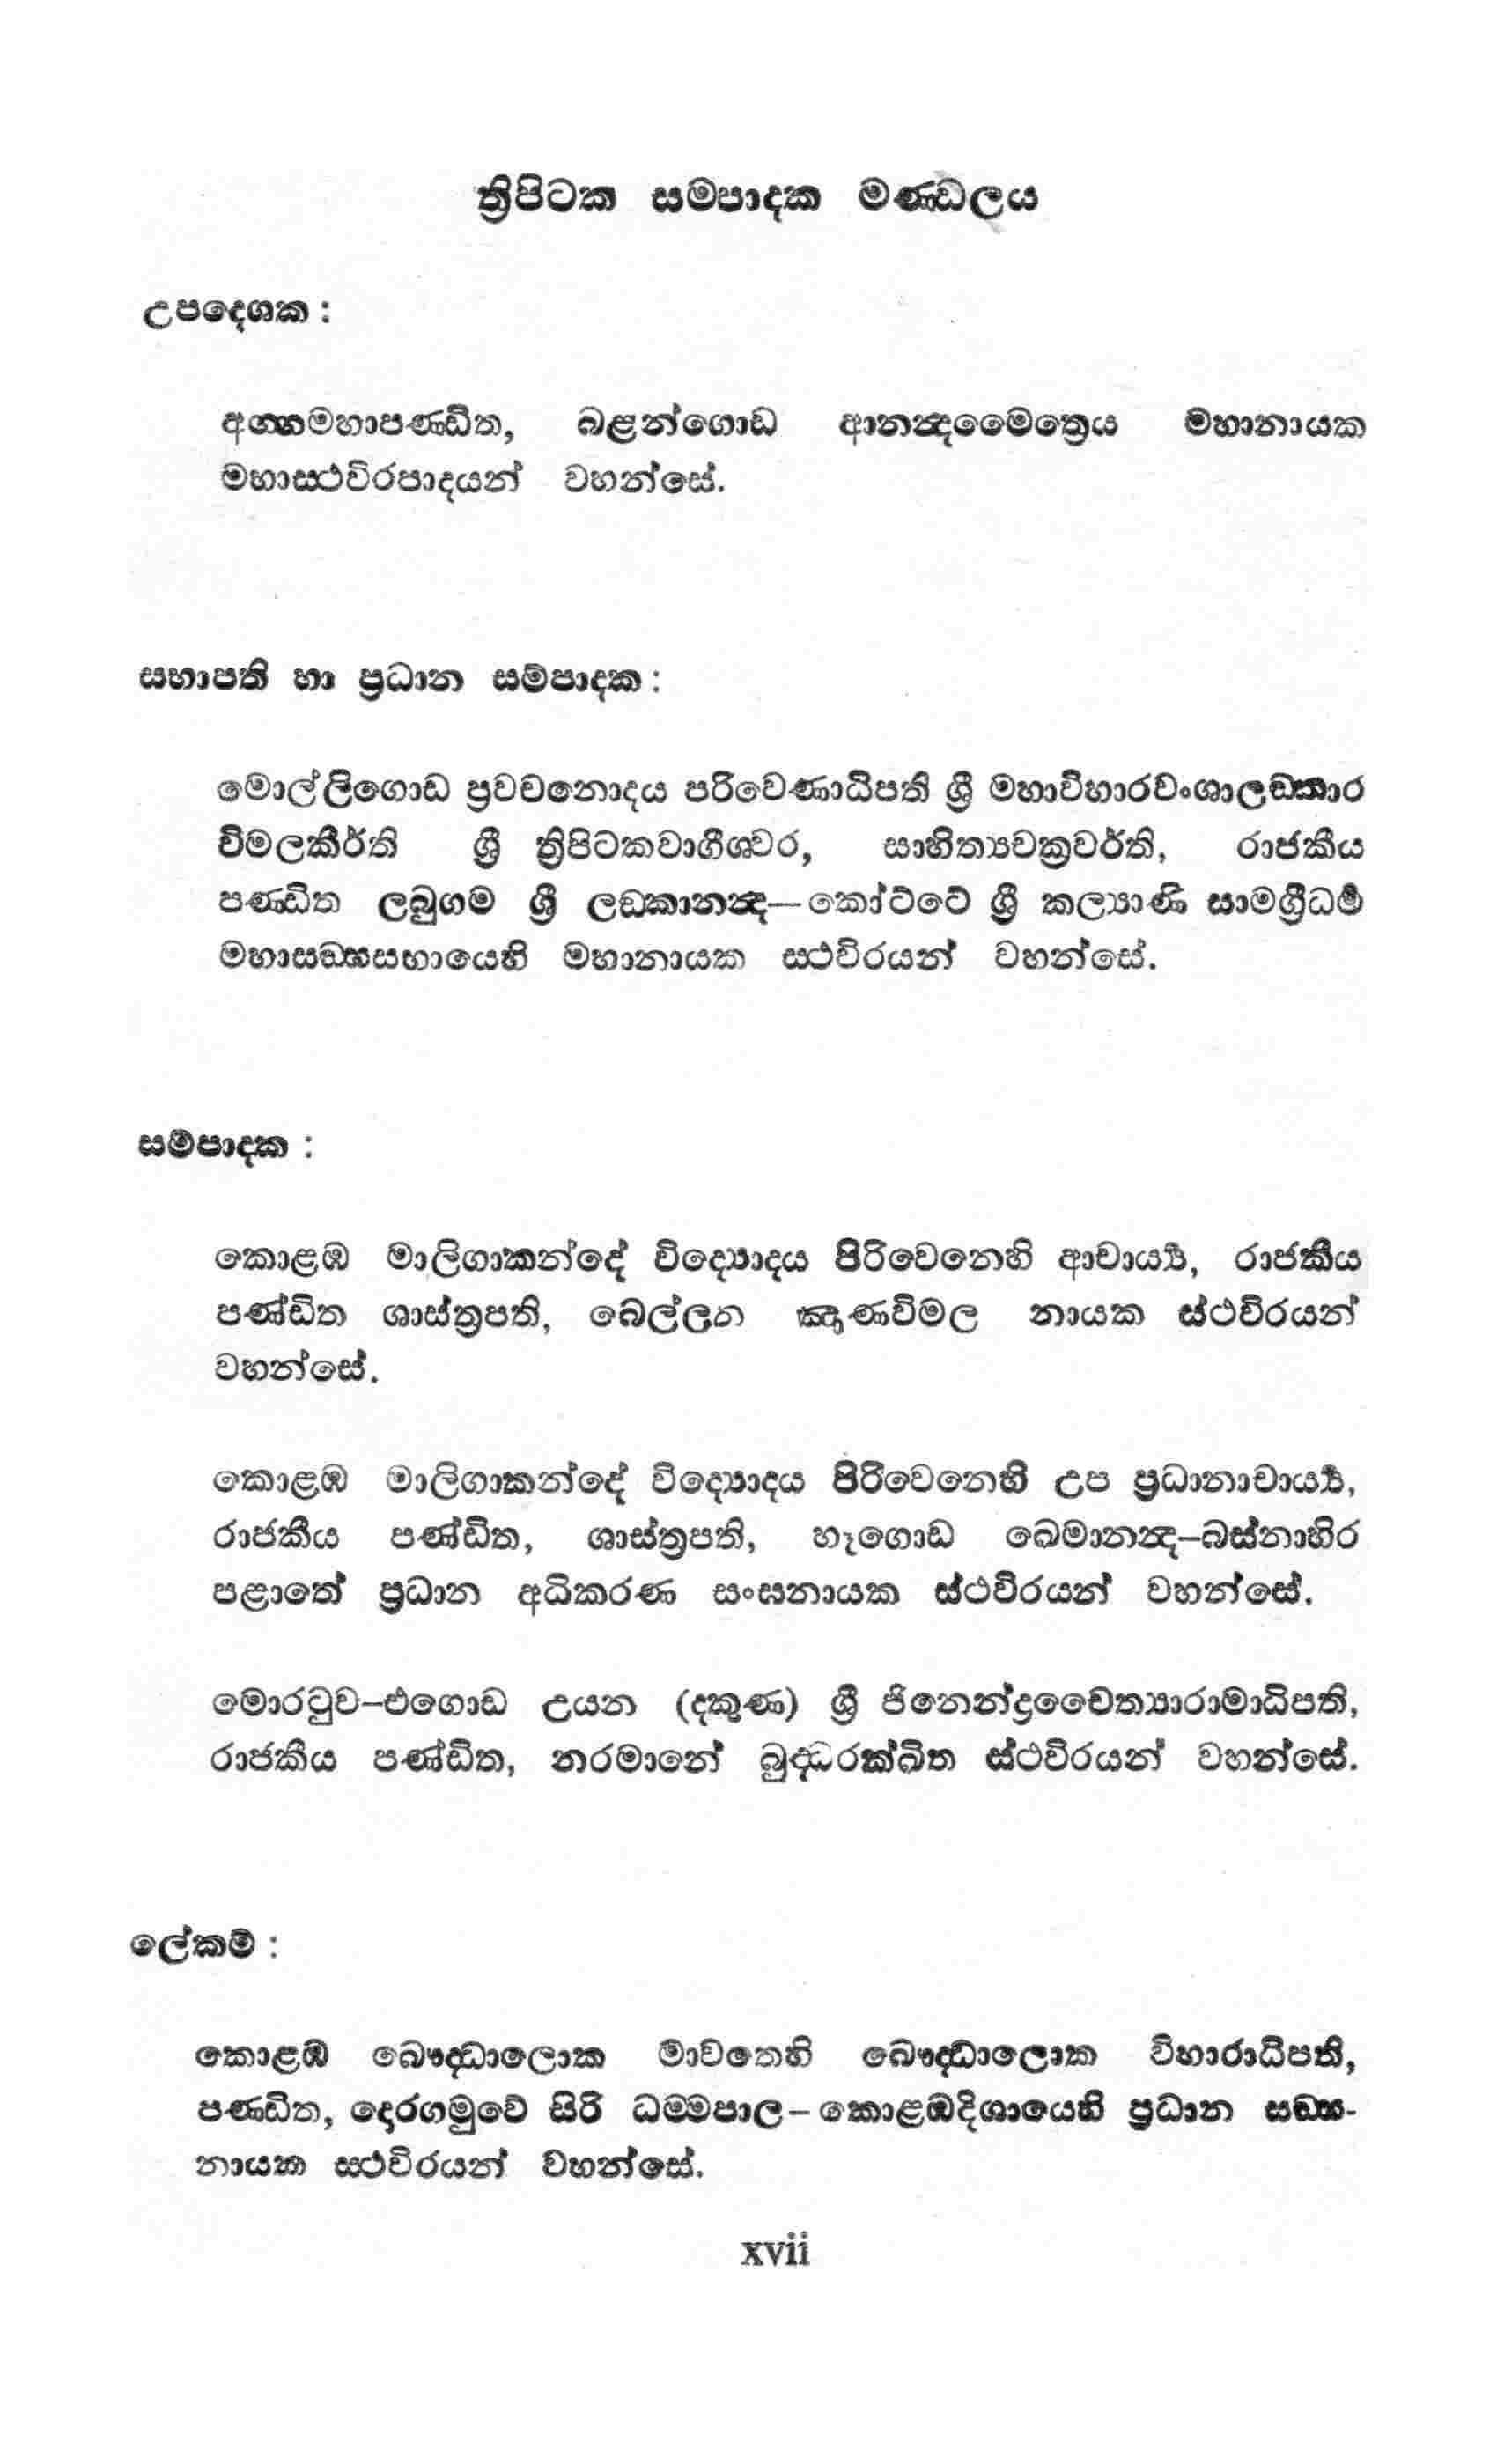 ත්‍රිපිටක සම්‍පාදක මණ්‍ඩලය
උපදෙශක :
අග්‍ගමහාපණ්‍ඩිත, බළන්ගොඩ ආනන්‍දමෛත්‍රෙය මහානායක
මහාස්‍ථවිරපාදයන් වහන්සේ.
සභාපති හා ප්‍රධාන සම්පාදක :
මොල්ලිගොඩ ප්‍රවචනොදය පරිවෙණාධිපති ශ්‍රී මහාවිහාරවංශාලඞ්‍කාර
විමලකීර්ති ශ්‍රී ත්‍රිපිටකවාගීශ්‍වර, සාහිත්‍යචක්‍රවර්ති, රාජකීය
පණ්‍ඩිත ලබුගම ශ්‍රී ලඞ්‍කානන්‍ද—කෝට්ටේ ශ්‍රී කල්‍යාණි සාමග්‍රීධර්‍ම
මහාසඞ්‍ඝසභායෙහි මහානායක ස්‍ථවිරයන් වහන්සේ.
සම්පාදක :
කොළඹ මාලිගාකන්දේ විද්‍යොදය පිරිවෙනෙහි ආචාර්‍ය්‍ය, රාජකීය
පණ්ඩිත ශාස්ත්‍රපති, බෙල්ලන ඤාණවිමල නායක ස්ථවිරයන්
වහන්සේ.
කොළඹ මාලිගාකන්දේ විද්‍යොදය පිරිවෙනෙහි උප ප්‍රධානාචාර්‍ය්‍ය,
රාජකීය පණ්ඩිත, ශාස්ත්‍රපති, හෑගොඩ ඛෙමානන්‍ද–බස්නාහිර
පළාතේ ප්‍රධාන අධිකරණ සංඝනායක ස්ථවිරයන් වහන්සේ.
මොරටුව–එගොඩ උයන (දකුණ) ශ්‍රී ජිනෙන්ද්‍රචෛත්‍යාරාමාධිපති,
රාජකීය පණ්ඩිත, නරමානේ බුද්‍ධරක්ඛිත ස්ථවිරයන් වහන්සේ.
ලේකම් :
කොළඹ බෞද්‍ධාලොක මාවතෙහි බෞද්‍ධාලොක විහාරාධිපති,
පණ්‍ඩිත, දොරගමුවේ සිරි ධම්‍මපාල–කොළඹදිශායෙහි ප්‍රධාන සඞ්‍ඝ-
නායක ස්‍ථවිරයන් වහන්සේ.
xvii